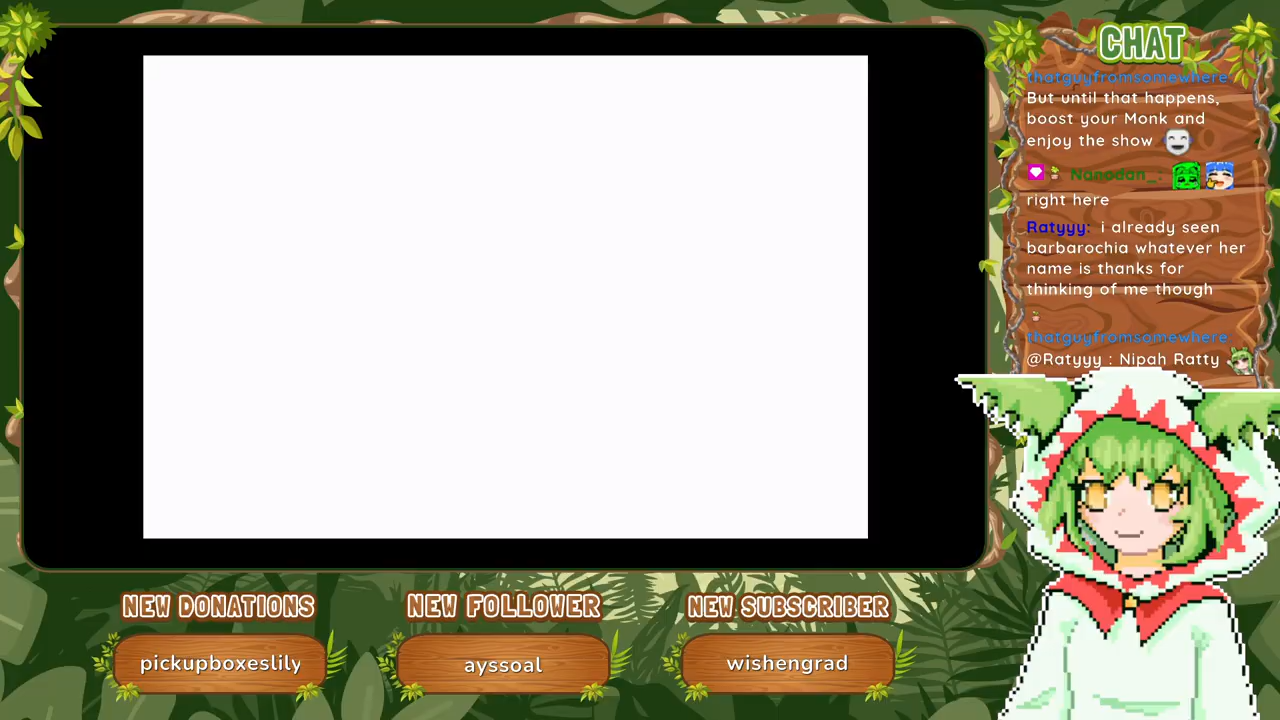 CHAT
thatguyfromsomewhere
But until that happens,
boost your Monk and
enjoy the show
Nanodan_:
right here
Ratyyy: i already seen
barbarochia whatever her
name is thanks for
thinking of me though
thatguyfromsomewhere
@Ratyyy : Nipah Ratty
NEW DONATIONS
pickupboxeslily
NEW FOLLOWER
ayssoal
NEW SUBSCRIBER
wishengrad